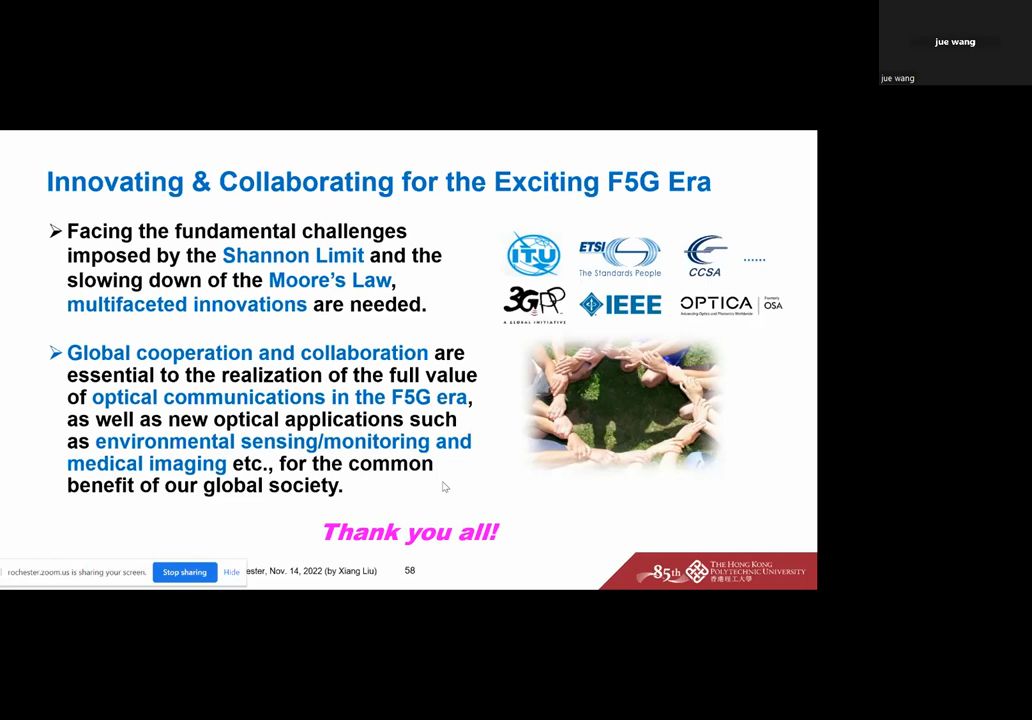 jue wang
jue wang
Innovating & Collaborating for the Exciting F5G Era
➢ Facing the fundamental challenges
imposed by the Shannon Limit and the
slowing down of the Moore's Law,
multifaceted innovations are needed.
➢ Global cooperation and collaboration are
essential to the realization of the full value
of optical communications in the F5G era,
as well as new optical applications such
as environmental sensing/monitoring and
medical imaging etc., for the common
benefit of our global society.
ITU
ETSI
The Standards People
CCSA
......
3GPP
A GLOBAL INITIATIVE
IEEE
OPTICA
Advancing Optics and Photonics Worldwide
Formerly
OSA
Thank you all!
rochester.zoom.us is sharing your screen.
Stop sharing
Hide
ester, Nov. 14, 2022 (by Xiang Liu)
58
85th
THE HONG KONG
POLYTECHNIC UNIVERSITY
香港理工大學